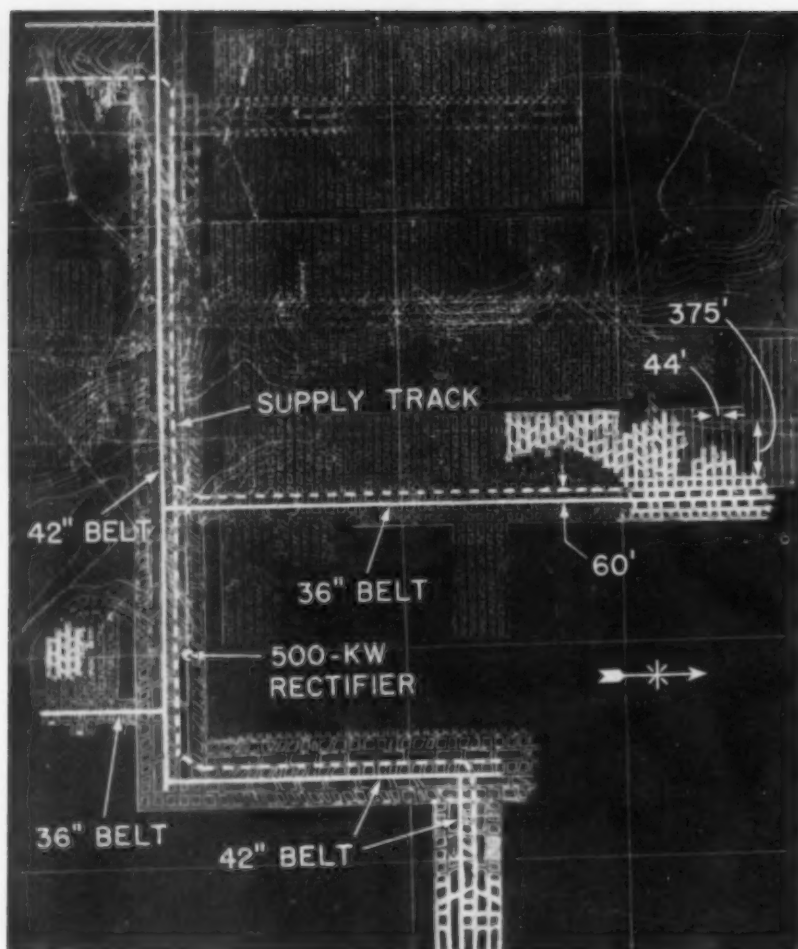 375'
44'
SUPPLY TRACK
42" BELT
36" BELT
60'
500-KW
RECTIFIER
36" BELT
42" BELT